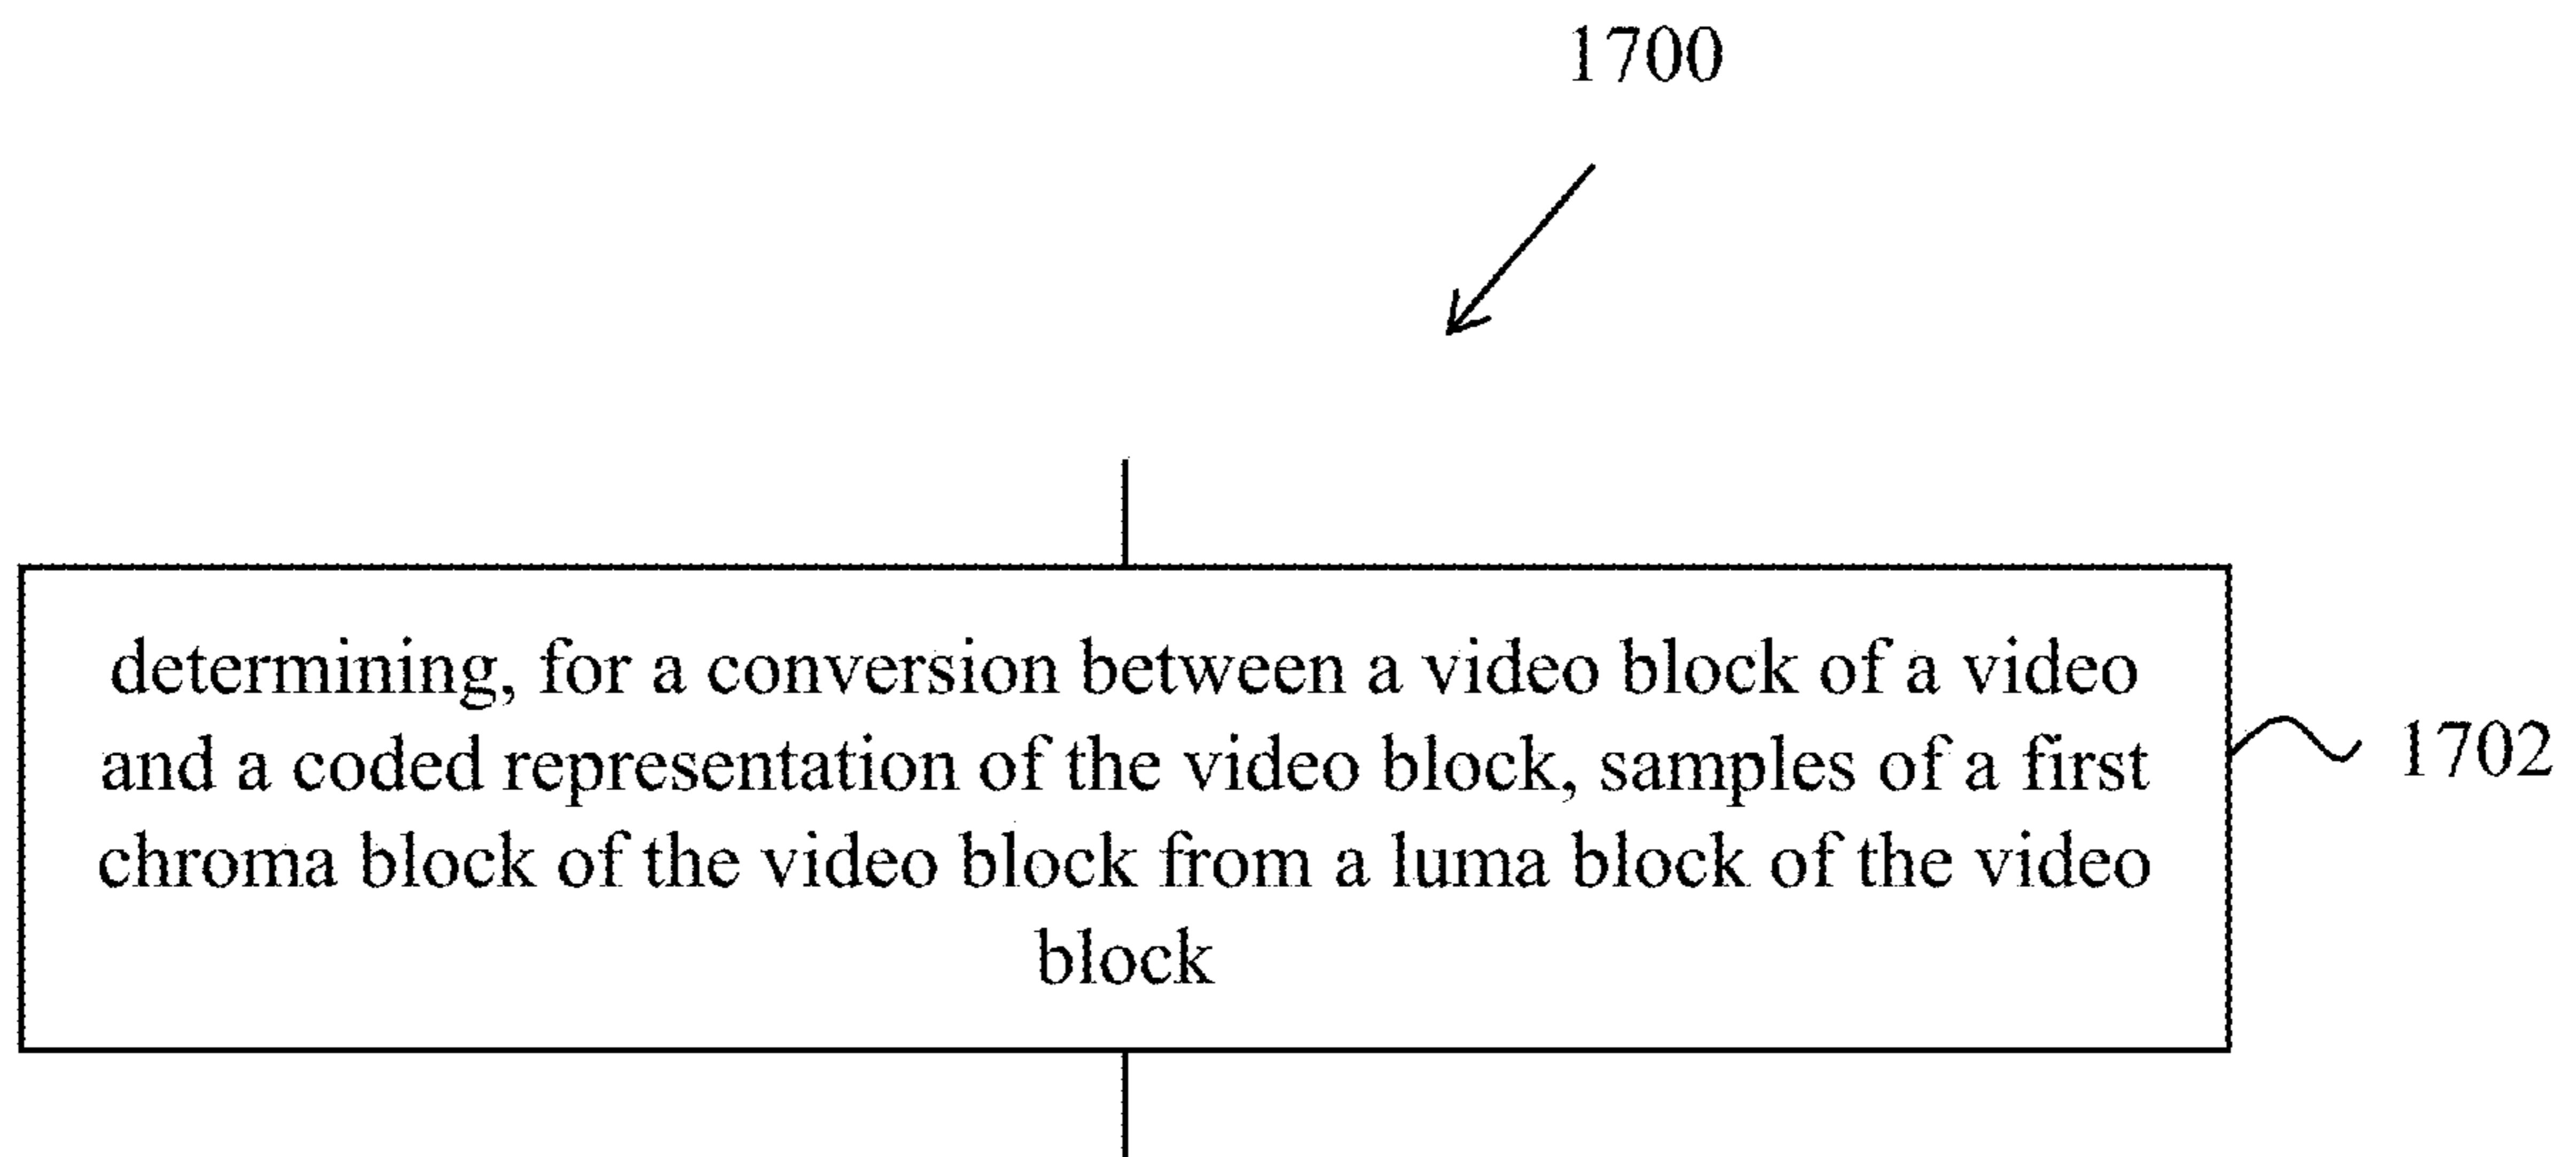 1700
determining, for a conversion between a video block of a video
and a coded representation of the video block, samples of a first
chroma block of the video block from a luma block of the video
block
1702